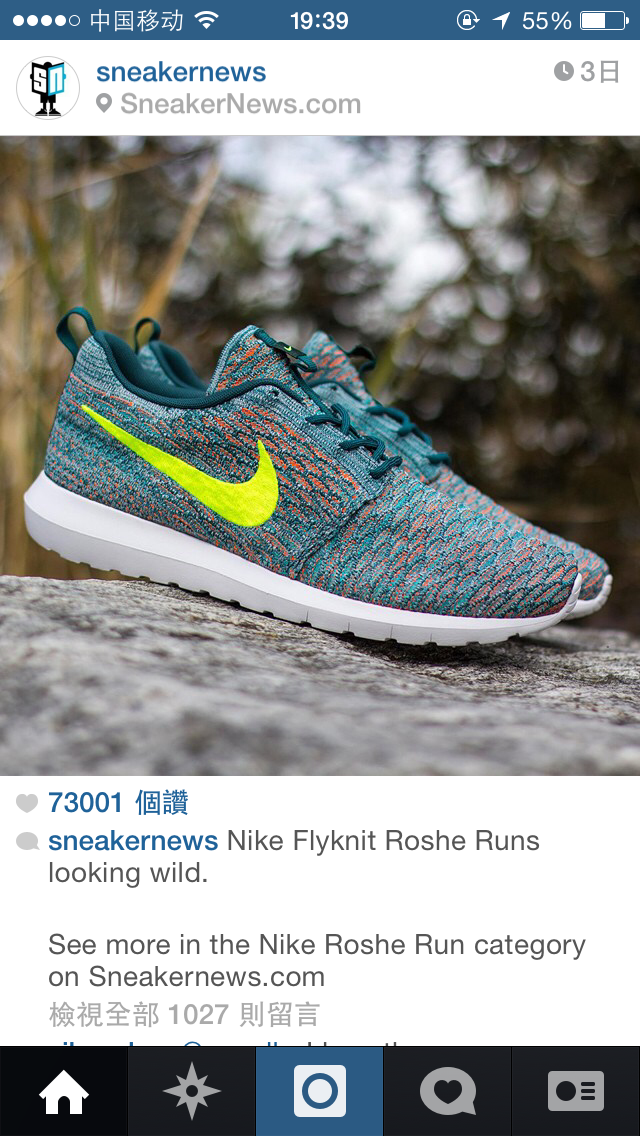 中国移动 19:39 55%
sneakernews 3日
SneakerNews.com
73001 個讚
sneakernews Nike Flyknit Roshe Runs
looking wild.
See more in the Nike Roshe Run category
on Sneakernews.com
檢視全部 1027 則留言